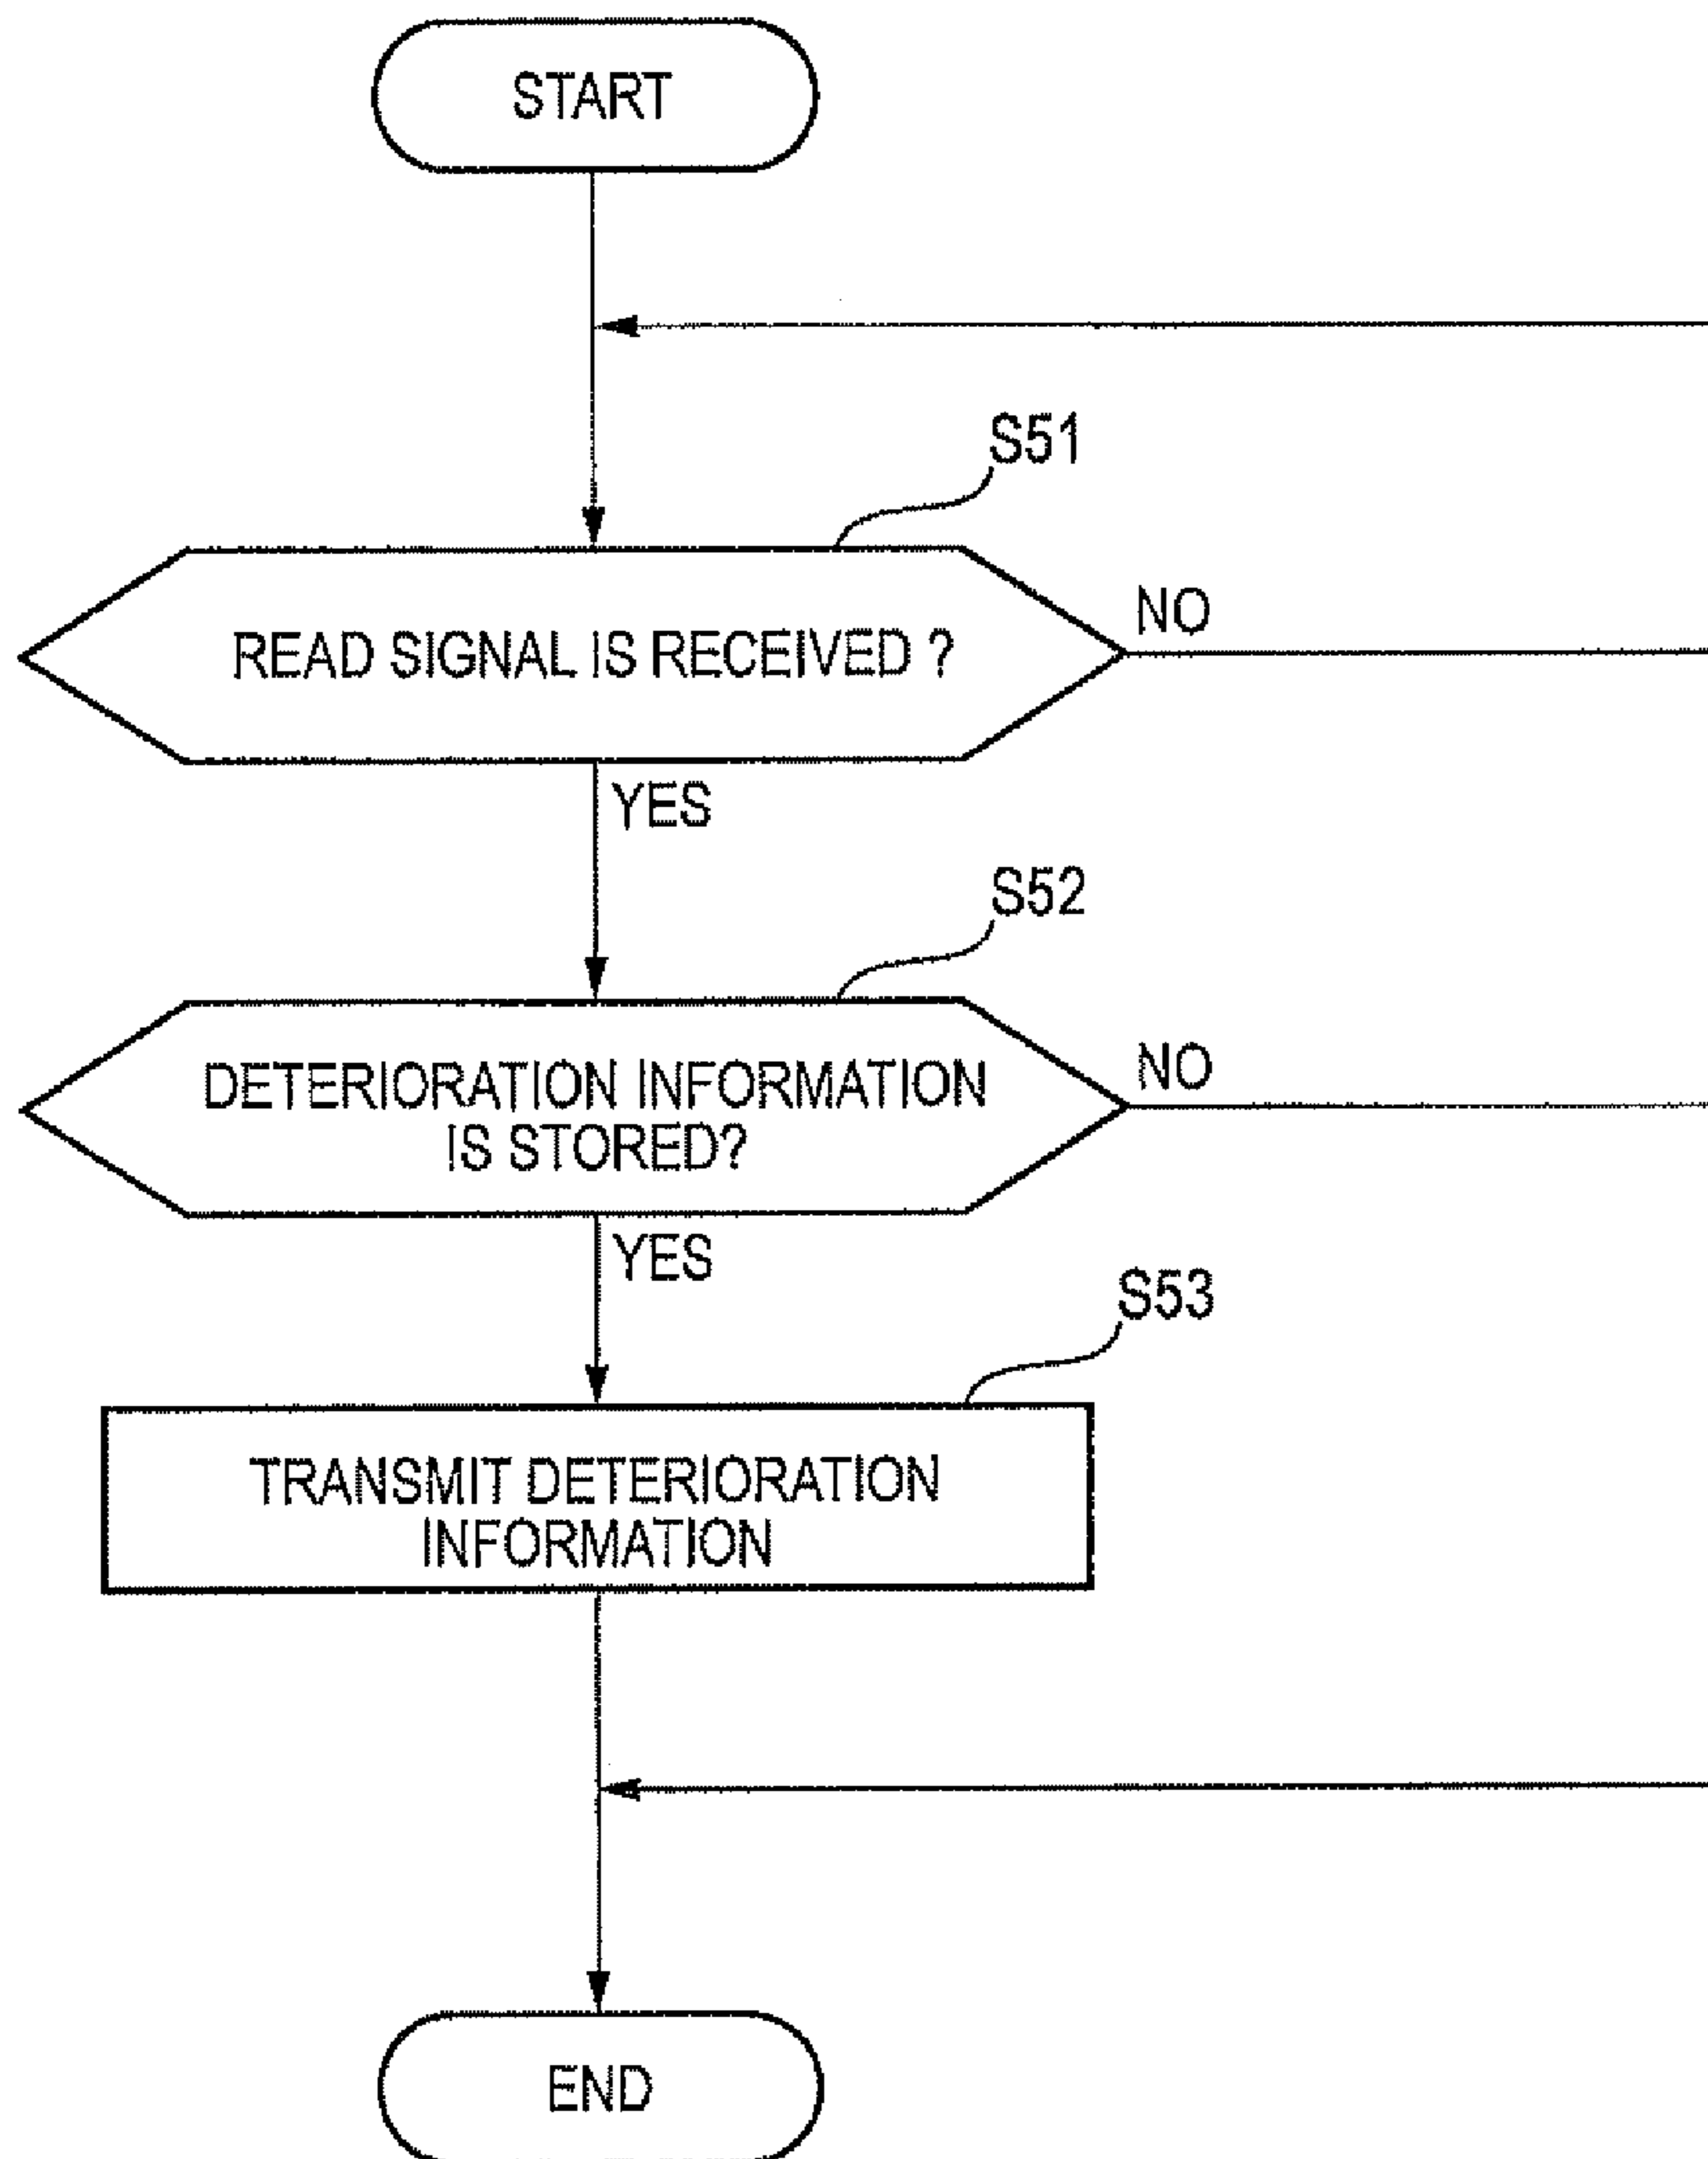 START
S51
READ SIGNAL IS RECEIVED ?
NO
YES
S52
DETERIORATION INFORMATION
IS STORED?
NO
YES
S53
TRANSMIT DETERIORATION
INFORMATION
END